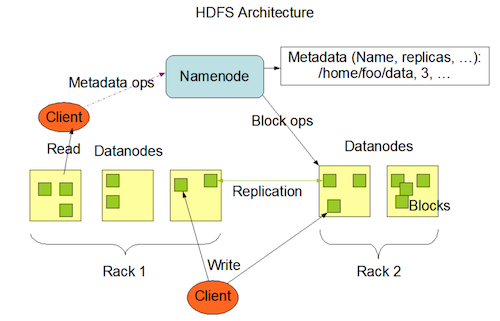 HDFS Architecture
Metadata (Name, replicas, …):
/home/foo/data, 3, …
Namenode
Metadata ops
Client
Block ops
Read
Datanodes
Datanodes
Replication
Blocks
Rack 1
Write
Rack 2
Client